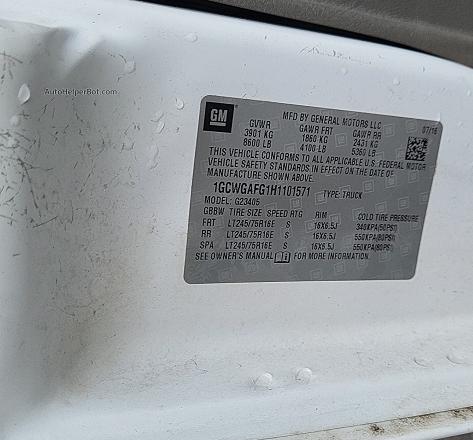 AutoHelperBot.com
GM
MFD BY GENERAL MOTORS LLC
07/16
GVWR GAWR FRT GAWR RR
3901 KG 1860 KG 2431 KG
8600 LB 4100 LB 5360 LB
THIS VEHICLE CONFORMS TO ALL APPLICABLE U.S. FEDERAL MOTOR
VEHICLE SAFETY STANDARDS IN EFFECT ON THE DATE OF
MANUFACTURE SHOWN ABOVE.
1GCWGAFG1H1101571 TYPE: TRUCK
MODEL: G23405
GBBW TIRE SIZE SPEED RTG RIM COLD TIRE PRESSURE
FRT LT245/75R16E S 16X6.5J 340KPA(50PSI)
RR LT245/75R16E S 16X6.5J 550KPA(80PSI)
SPA LT245/75R16E S 16X6.5J 550KPA(80PSI)
SEE OWNER'S MANUAL FOR MORE INFORMATION.